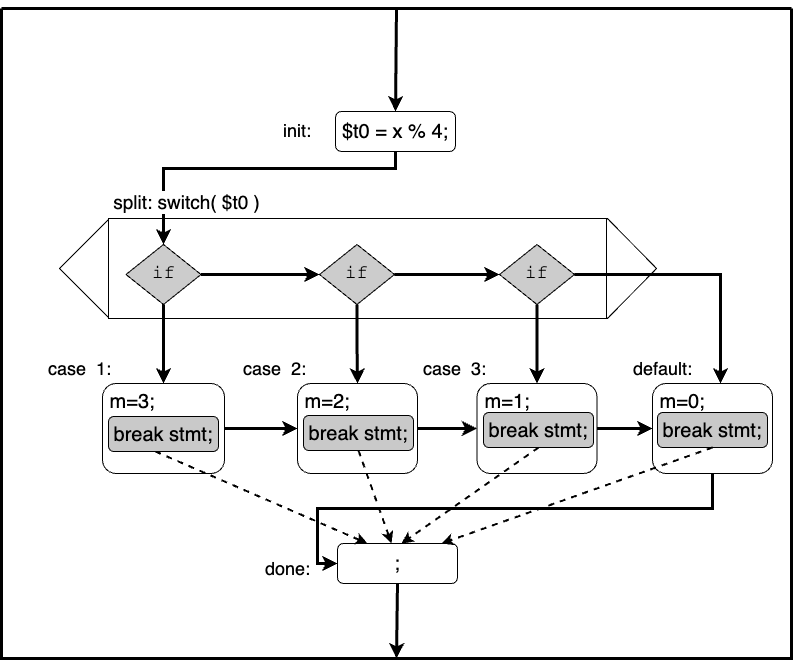 init:
$t0 = x % 4;
split: switch( $t0 )
if
if
if
case 1:
case 2:
case 3:
default:
m=3;
m=2;
m=1;
m=0;
break stmt;
break stmt;
break stmt;
break stmt;
done:
;